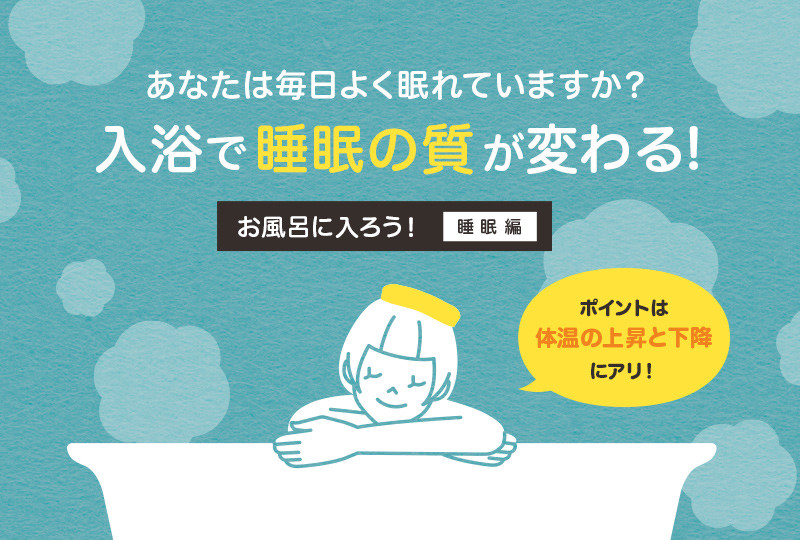 あなたは毎日よく眠れていますか？
入浴で睡眠の質が変わる！
お風呂に入ろう！ 睡眠編
ポイントは
体温の上昇と下降
にアリ！